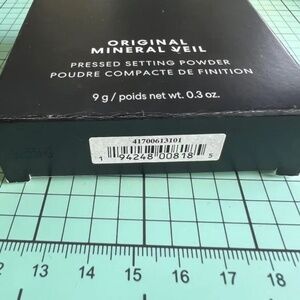 ORIGINAL
MINERAL VEIL
PRESSED SETTING POWDER
POUDRE COMPACTE DE FINITION
9 g / poids net wt. 0.3 oz.
41700613101
1 94248 00818 5
12 13 14 15 16 17 18